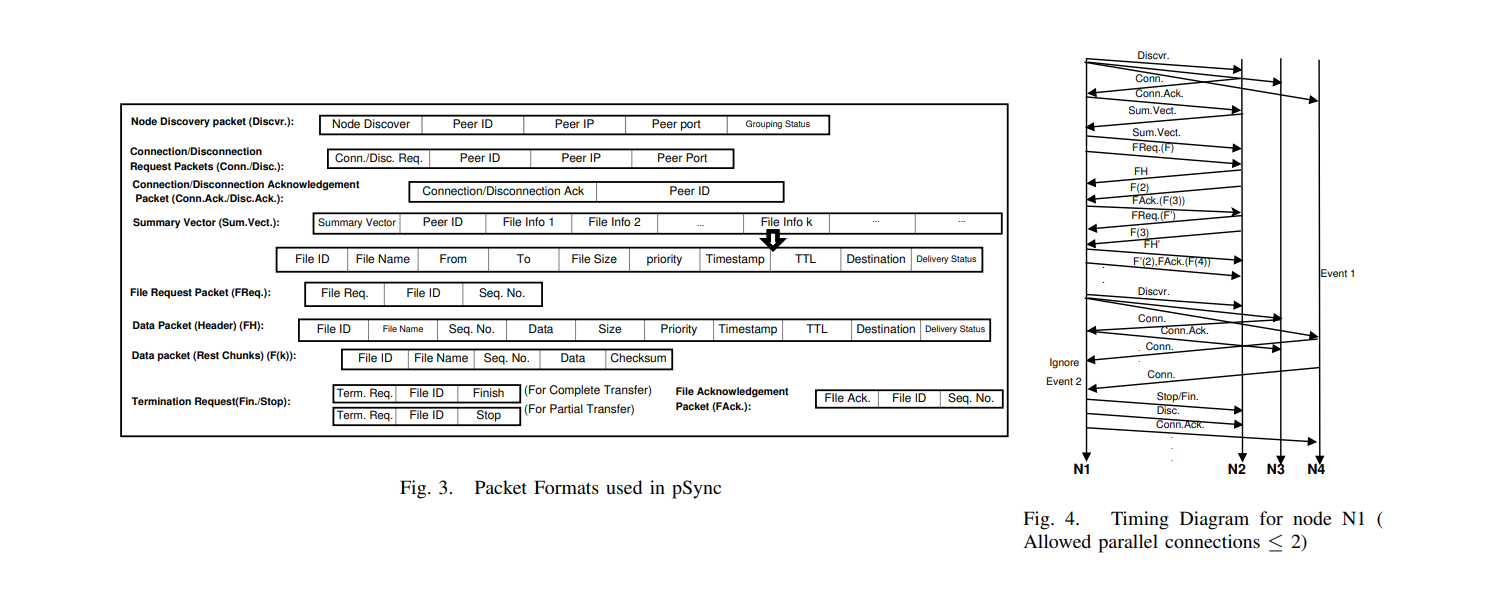 Node Discovery packet (Discvr.): Node Discover Peer ID Peer IP Peer port Grouping Status
Connection/Disconnection
Request Packets (Conn./Disc.): Conn./Disc. Req. Peer ID Peer IP Peer Port
Connection/Disconnection Acknowledgement
Packet (Conn.Ack./Disc.Ack.): Connection/Disconnection Ack Peer ID
Summary Vector (Sum.Vect.): Summary Vector Peer ID File Info 1 File Info 2 ... File Info k ... ...
File ID File Name From To File Size priority Timestamp TTL Destination Delivery Status
File Request Packet (FReq.): File Req. File ID Seq. No.
Data Packet (Header) (FH): File ID File Name Seq. No. Data Size Priority Timestamp TTL Destination Delivery Status
Data packet (Rest Chunks) (F(k)): File ID File Name Seq. No. Data Checksum
Termination Request(Fin./Stop): Term. Req. File ID Finish (For Complete Transfer)
Term. Req. File ID Stop (For Partial Transfer)
File Acknowledgement
Packet (FAck.): FIle Ack. File ID Seq. No.
Fig. 3. Packet Formats used in pSync
Discvr.
Conn.
Conn.Ack.
Sum.Vect.
Sum.Vect.
FReq.(F)
FH
F(2)
FAck.(F(3))
FReq.(F')
F(3)
FH'
F'(2),FAck.(F(4))
Event 1
Discvr.
Conn.
Conn.Ack.
Conn.
Ignore
Conn.
Event 2
Stop/Fin.
Disc.
Conn.Ack.
N1 N2 N3 N4
Fig. 4. Timing Diagram for node N1 (
Allowed parallel connections ≤ 2)